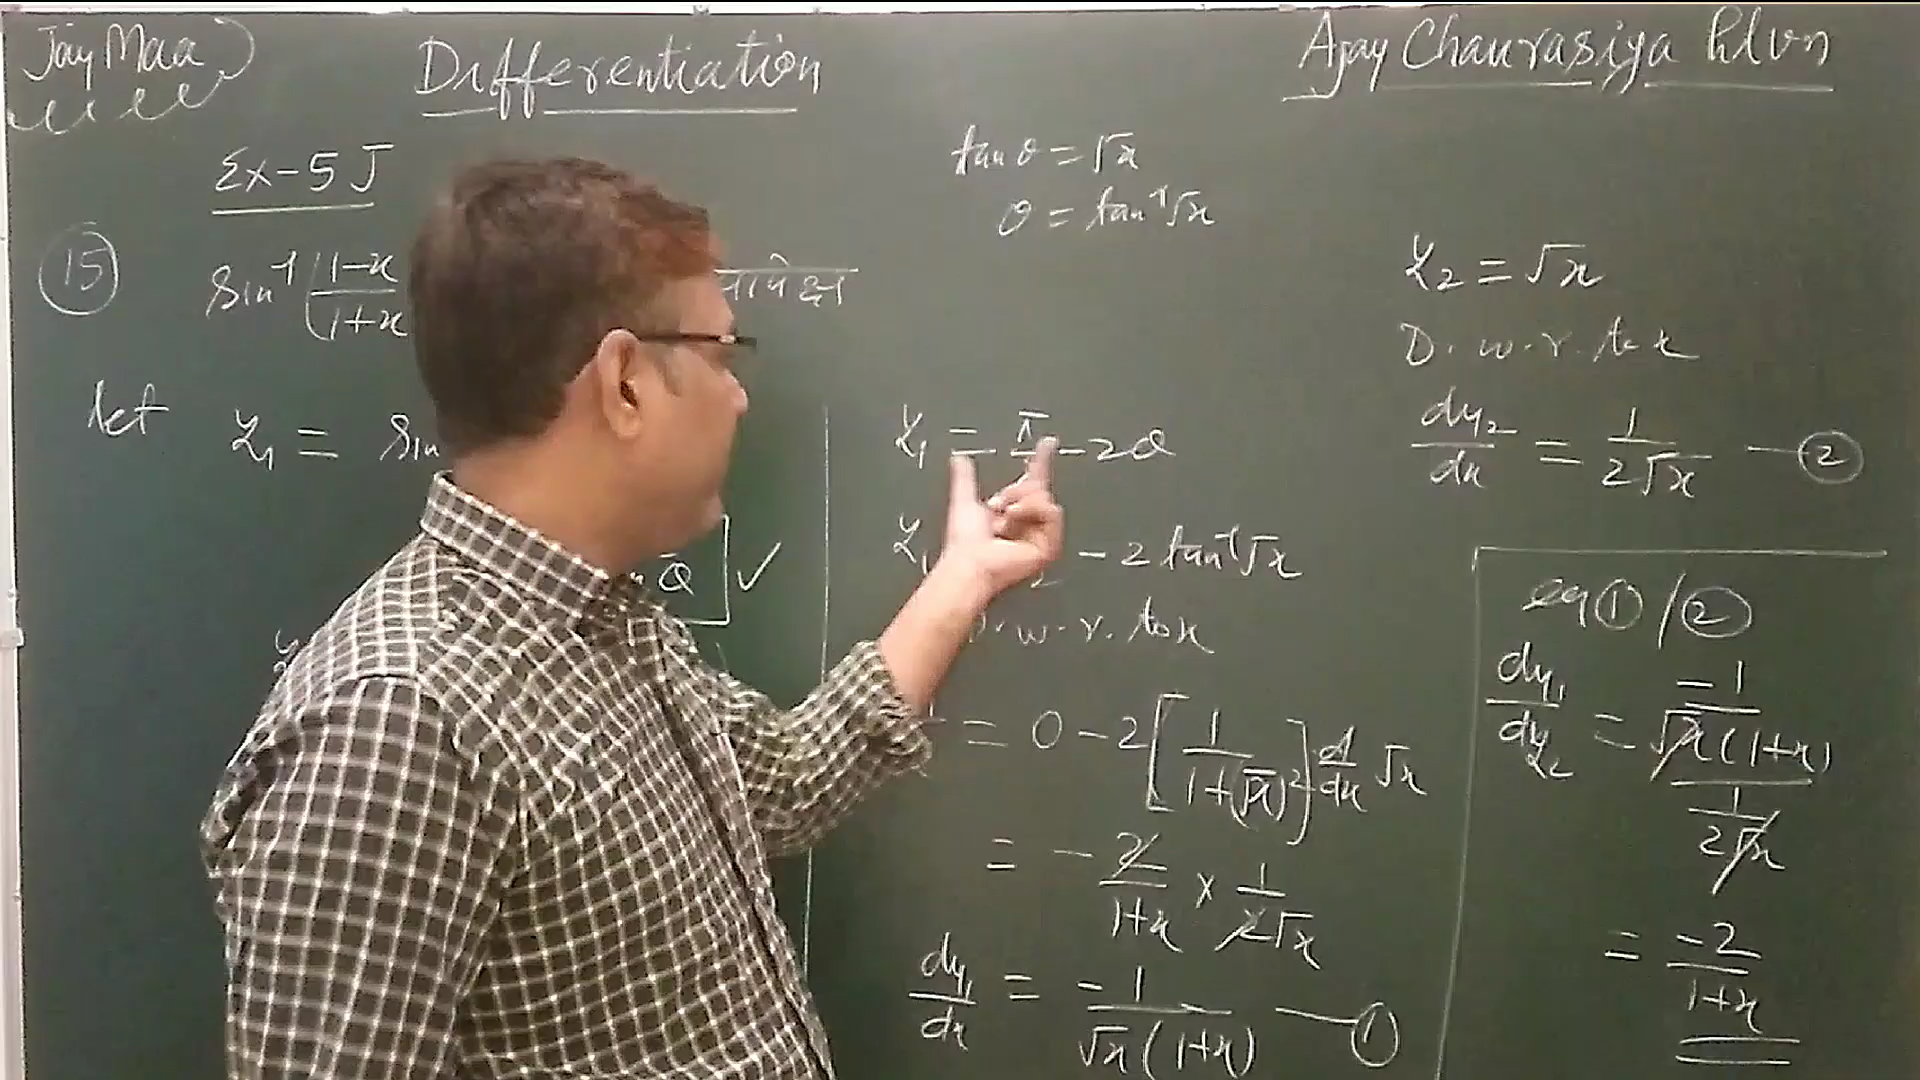 Jay Maa
Differentiation
Ajay Chaurasiya
Ex-5J
15
sin⁻¹(1-x/1+x
सापेक्ष
let y₁ = sin
θ ✓
tan θ = √x
θ = tan⁻¹√x
y₁ = π/2 - 2θ
y₁ - 2 tan⁻¹√x
w.r. to x
= 0 - 2[1/1+(√x)²] d/dx √x
= - 2/1+x × 1/2√x
dy₁/dx = -1/√x(1+x) — ①
y₂ = √x
D.w.r. to x
dy₂/dx = 1/2√x — ②
eq ① / ②
dy₁/dy₂ = -1/√x(1+x) / 1/2√x
= -2/1+x